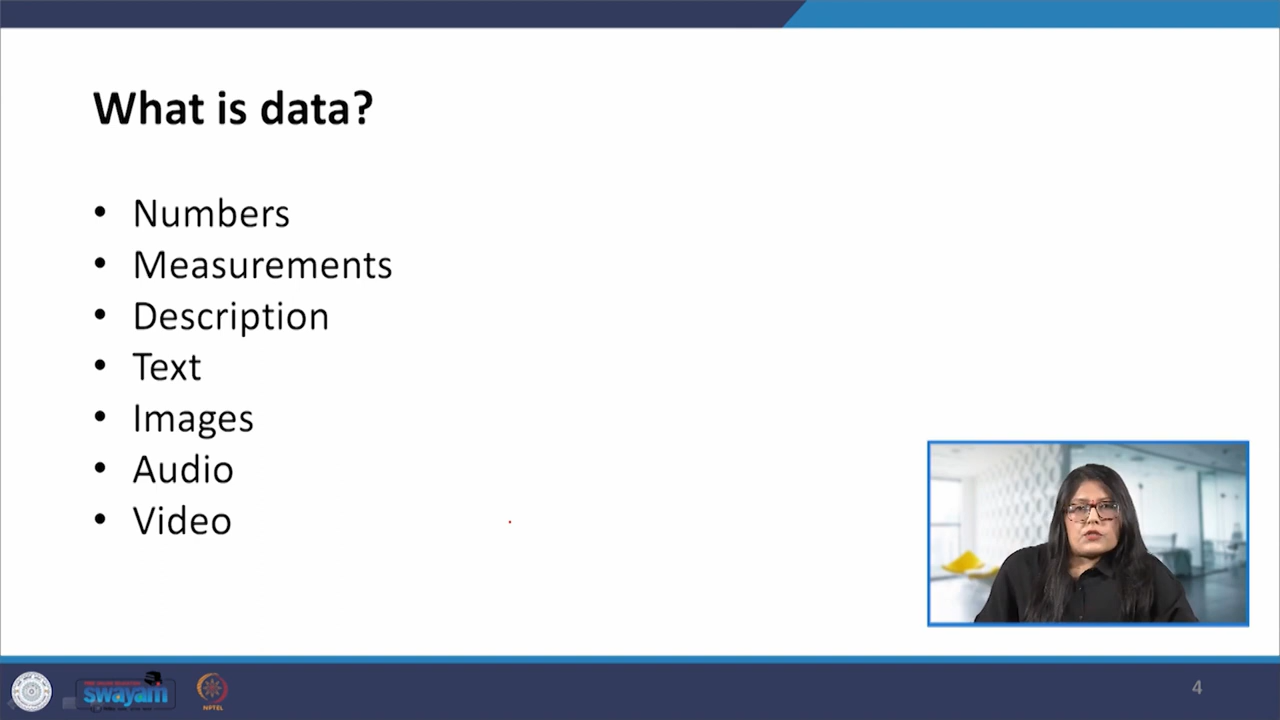 What is data?
• Numbers
• Measurements
• Description
• Text
• Images
• Audio
• Video
swayam
NPTEL
4